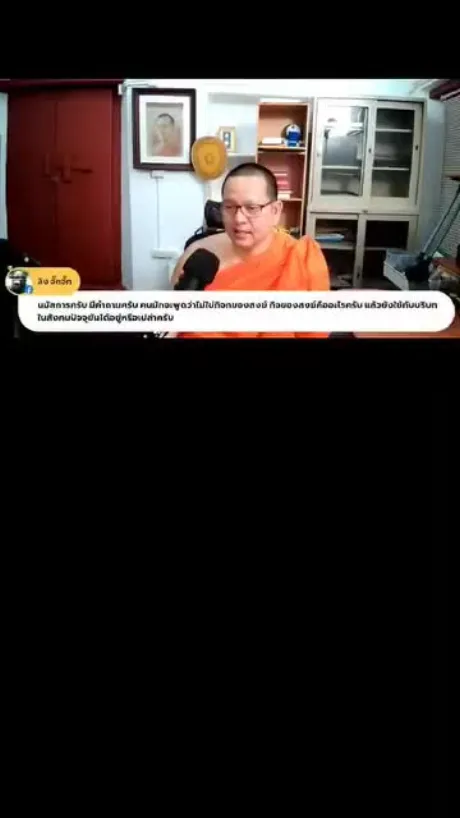 ลิง จั๊กจั๊ก
นมัสการครับ มีคำถามครับ คนมักจะพูดว่าไม่ใช่กิจของสงฆ์ กิจของสงฆ์คืออะไรครับ แล้วยังใช้กับบริบท
ในสังคมปัจจุบันได้อยู่หรือเปล่าครับ